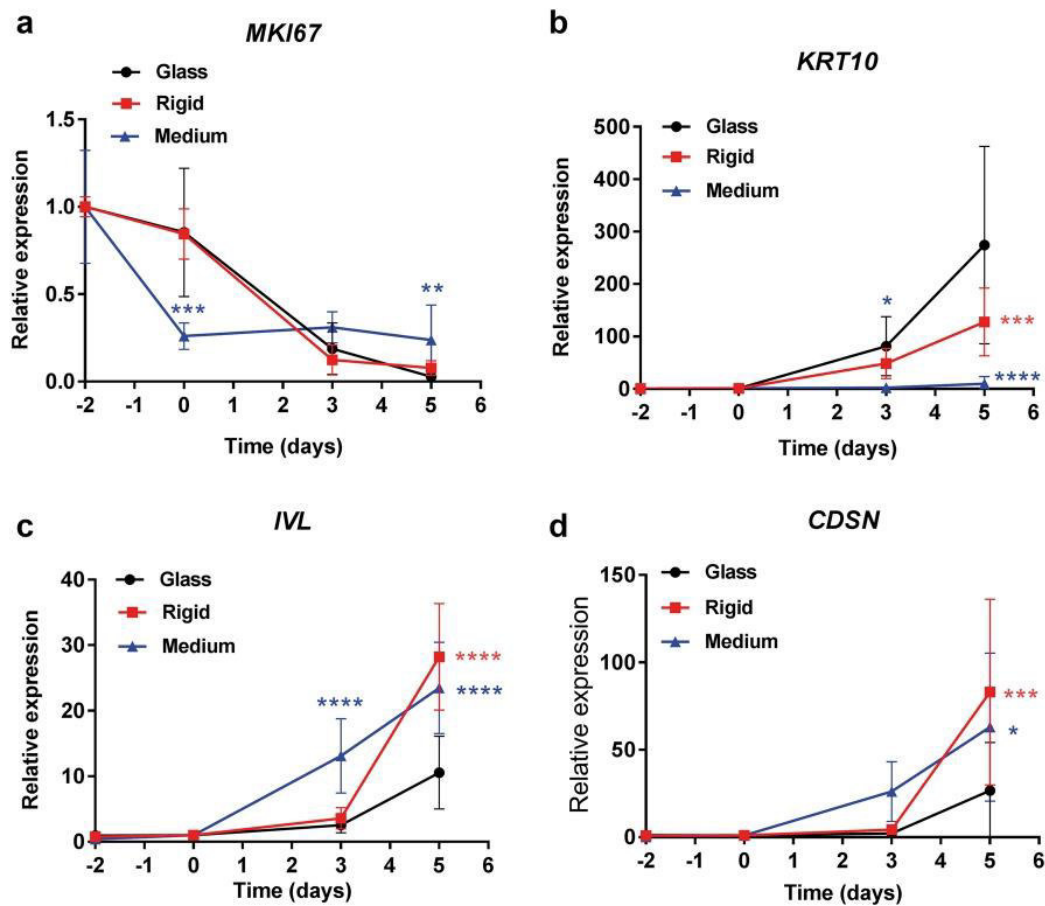 a
MKI67
Glass
Rigid
Medium
Relative expression
1.5
1.0
0.5
0.0
***
**
-2 -1 0 1 2 3 4 5 6
Time (days)
b
KRT10
Glass
Rigid
Medium
Relative expression
500
400
300
200
100
0
*
***
****
-2 -1 0 1 2 3 4 5 6
Time (days)
c
IVL
Glass
Rigid
Medium
Relative expression
40
30
20
10
0
****
****
****
-2 -1 0 1 2 3 4 5 6
Time (days)
d
CDSN
Glass
Rigid
Medium
Relative expression
150
100
50
0
***
*
-2 -1 0 1 2 3 4 5 6
Time (days)